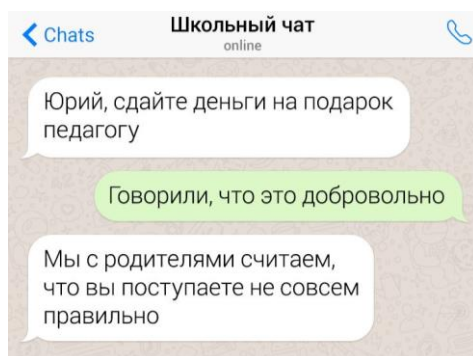 Chats
Школьный чат
online
Юрий, сдайте деньги на подарок
педагогу
Говорили, что это добровольно
Мы с родителями считаем,
что вы поступаете не совсем
правильно